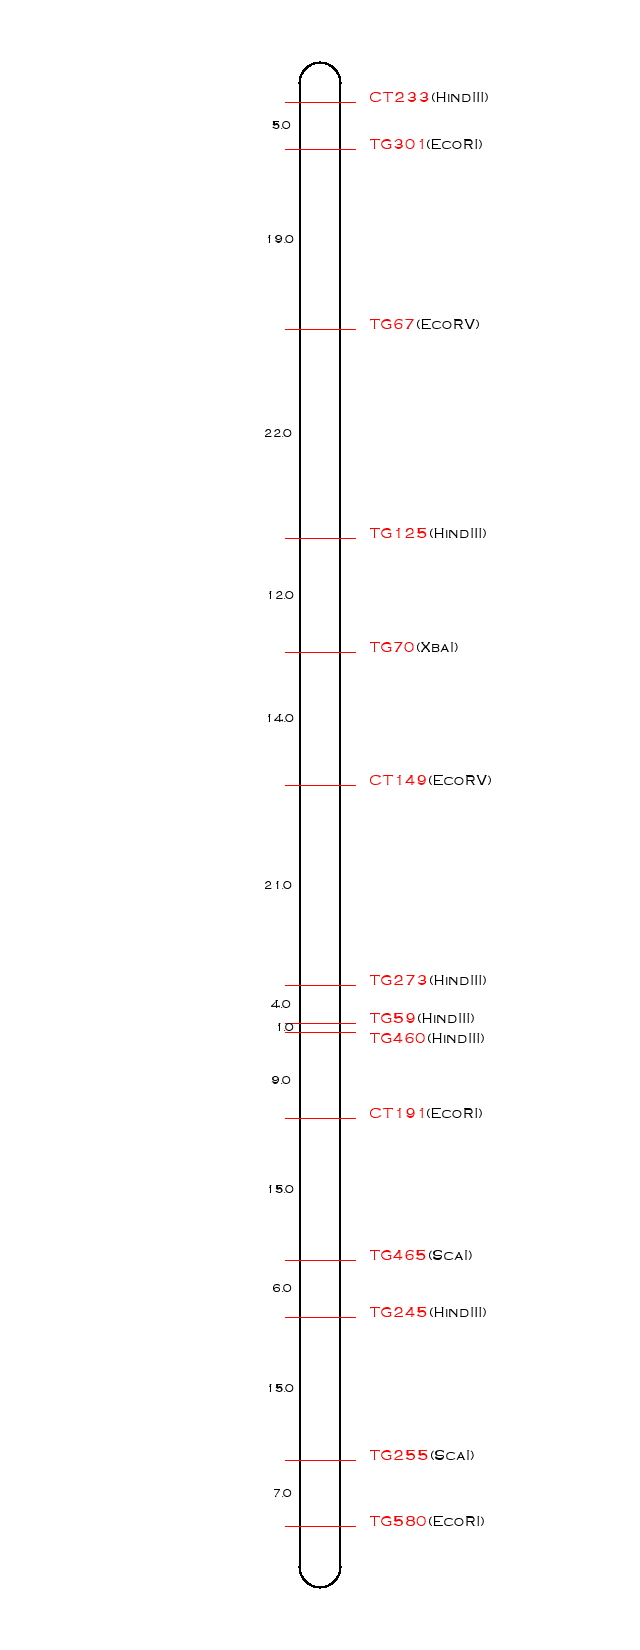 CT233(HindIII)
5.0
TG301(EcoRI)
19.0
TG67(EcoRV)
22.0
TG125(HindIII)
12.0
TG70(XbaI)
14.0
CT149(EcoRV)
21.0
TG273(HindIII)
4.0
TG59(HindIII)
1.0
TG460(HindIII)
9.0
CT191(EcoRI)
15.0
TG465(ScaI)
6.0
TG245(HindIII)
15.0
TG255(ScaI)
7.0
TG580(EcoRI)